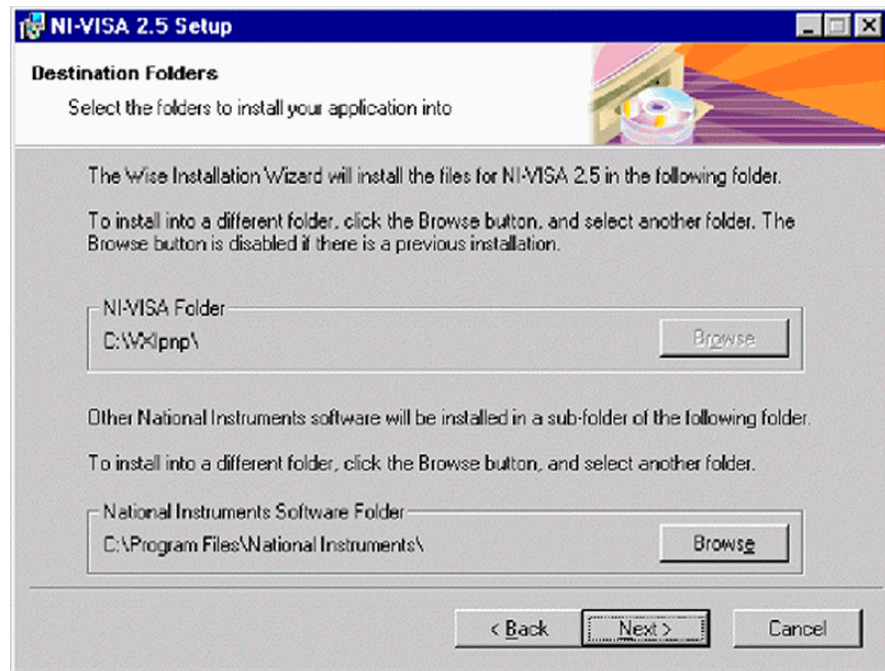 NI-VISA 2.5 Setup
Destination Folders
Select the folders to install your application into
The Wise Installation Wizard will install the files for NI-VISA 2.5 in the following folder.
To install into a different folder, click the Browse button, and select another folder. The
Browse button is disabled if there is a previous installation.
NI-VISA Folder
C:\VXIpnp\
Browse
Other National Instruments software will be installed in a sub-folder of the following folder.
To install into a different folder, click the Browse button, and select another folder.
National Instruments Software Folder
C:\Program Files\National Instruments\
Browse
< Back
Next >
Cancel